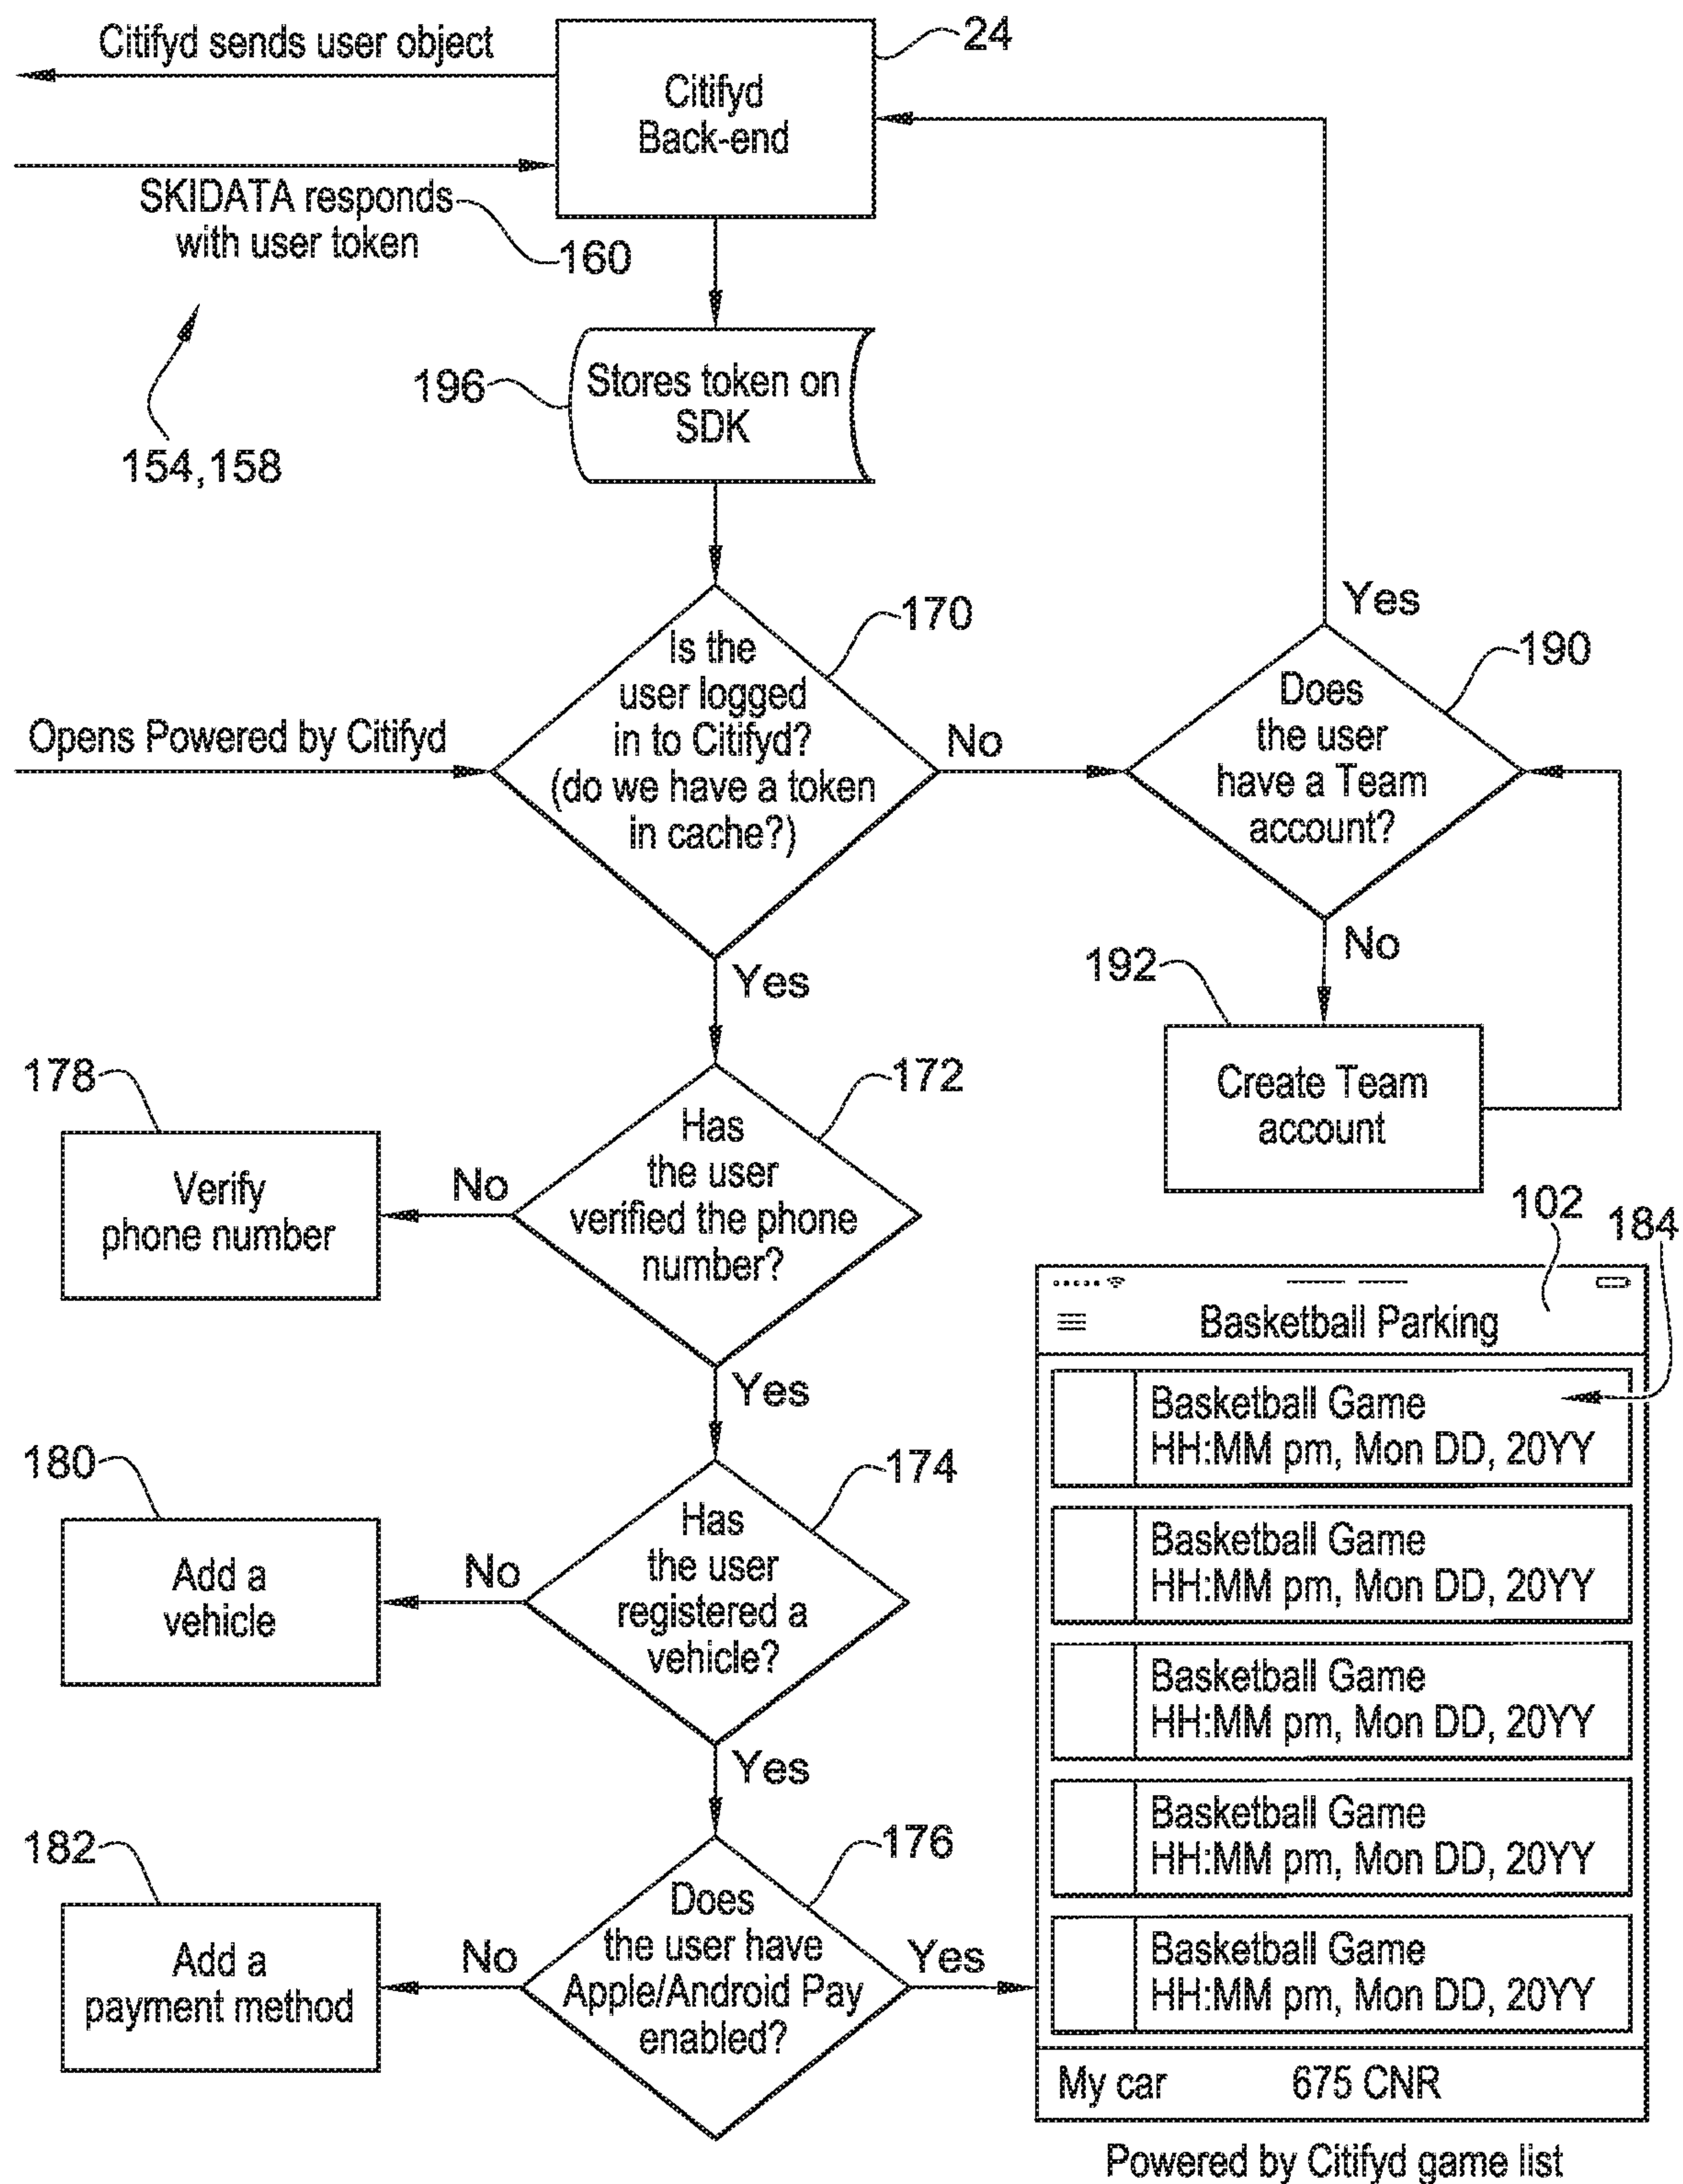 Citifyd sends user object
24
Citifyd
Back-end
SKIDATA responds
with user token
160
154,158
196
Stores token on
SDK
170
Is the
user logged
in to Citifyd?
(do we have a token
in cache?)
Opens Powered by Citifyd
No
Yes
190
Does
the user
have a Team
account?
Yes
No
192
Create Team
account
178
Verify
phone number
No
172
Has
the user
verified the phone
number?
Yes
180
Add a
vehicle
No
174
Has
the user
registered a
vehicle?
Yes
182
Add a
payment method
No
176
Does
the user have
Apple/Android Pay
enabled?
Yes
102
184
Basketball Parking
Basketball Game
HH:MM pm, Mon DD, 20YY
Basketball Game
HH:MM pm, Mon DD, 20YY
Basketball Game
HH:MM pm, Mon DD, 20YY
Basketball Game
HH:MM pm, Mon DD, 20YY
Basketball Game
HH:MM pm, Mon DD, 20YY
My car 675 CNR
Powered by Citifyd game list